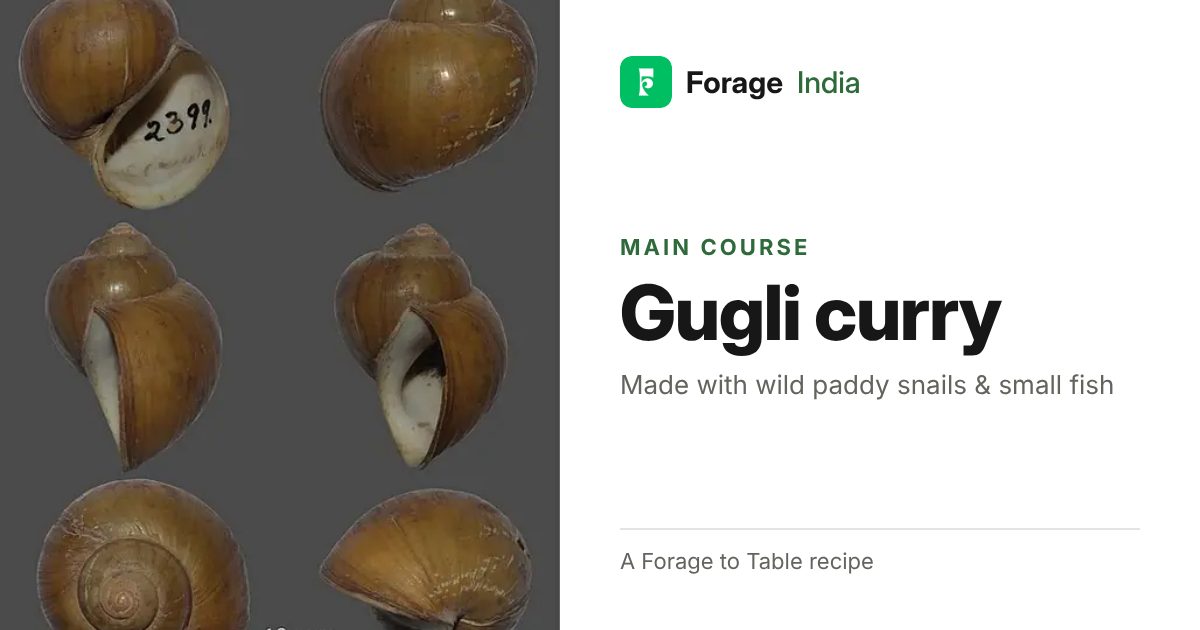 2399.
Forage India
MAIN COURSE
Gugli curry
Made with wild paddy snails & small fish
A Forage to Table recipe